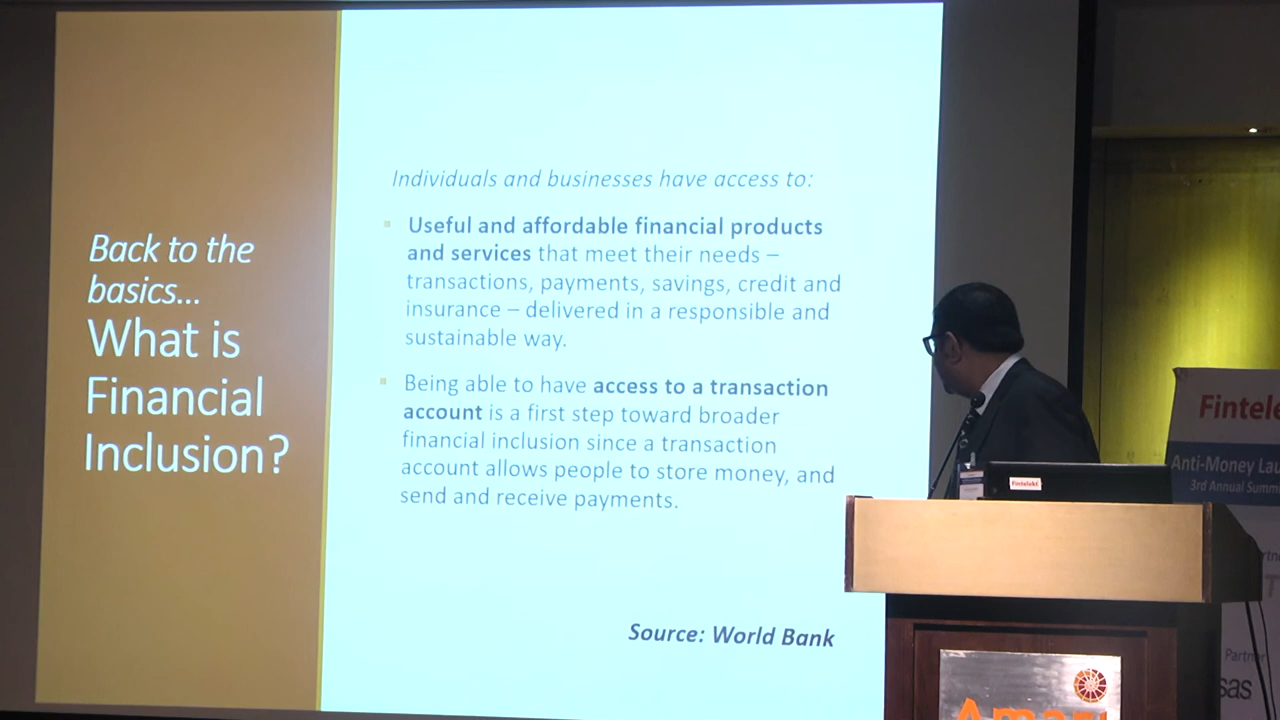 Back to the
basics...
What is
Financial
Inclusion?
Individuals and businesses have access to:
Useful and affordable financial products
and services that meet their needs –
transactions, payments, savings, credit and
insurance – delivered in a responsible and
sustainable way.
Being able to have access to a transaction
account is a first step toward broader
financial inclusion since a transaction
account allows people to store money, and
send and receive payments.
Source: World Bank
Fintelekt
Fintele
Anti-Money Lau
3rd Annual Summ
Partner
sas
Amari